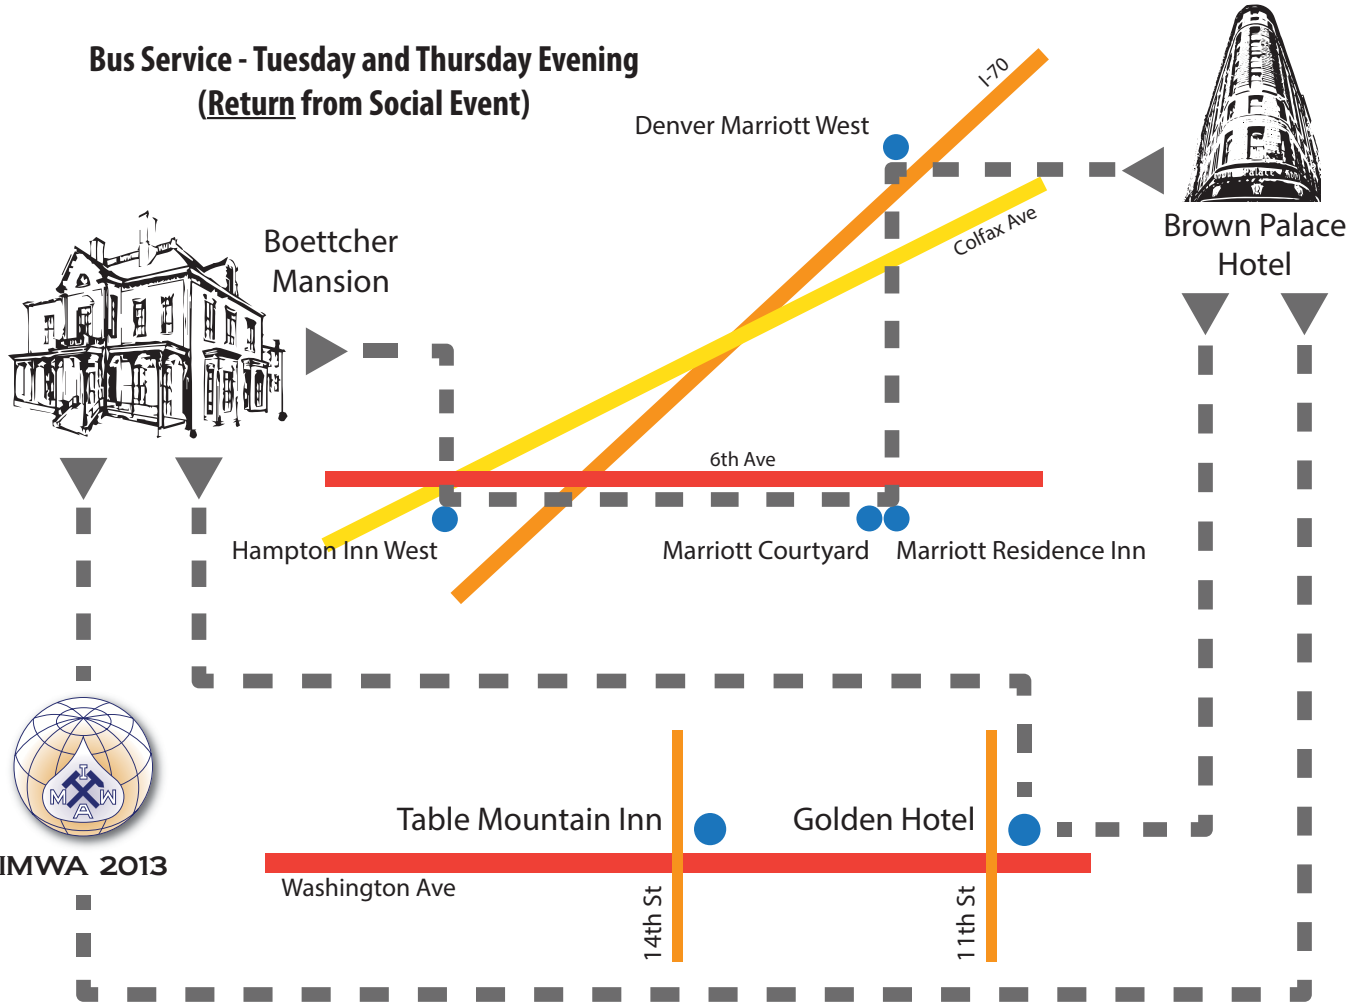 Bus Service - Tuesday and Thursday Evening
(Return from Social Event)
I-70
Denver Marriott West
Colfax Ave
Brown Palace
Hotel
Boettcher
Mansion
6th Ave
Hampton Inn West
Marriott Courtyard
Marriott Residence Inn
I
M W
A
IMWA 2013
Table Mountain Inn
Golden Hotel
Washington Ave
14th St
11th St